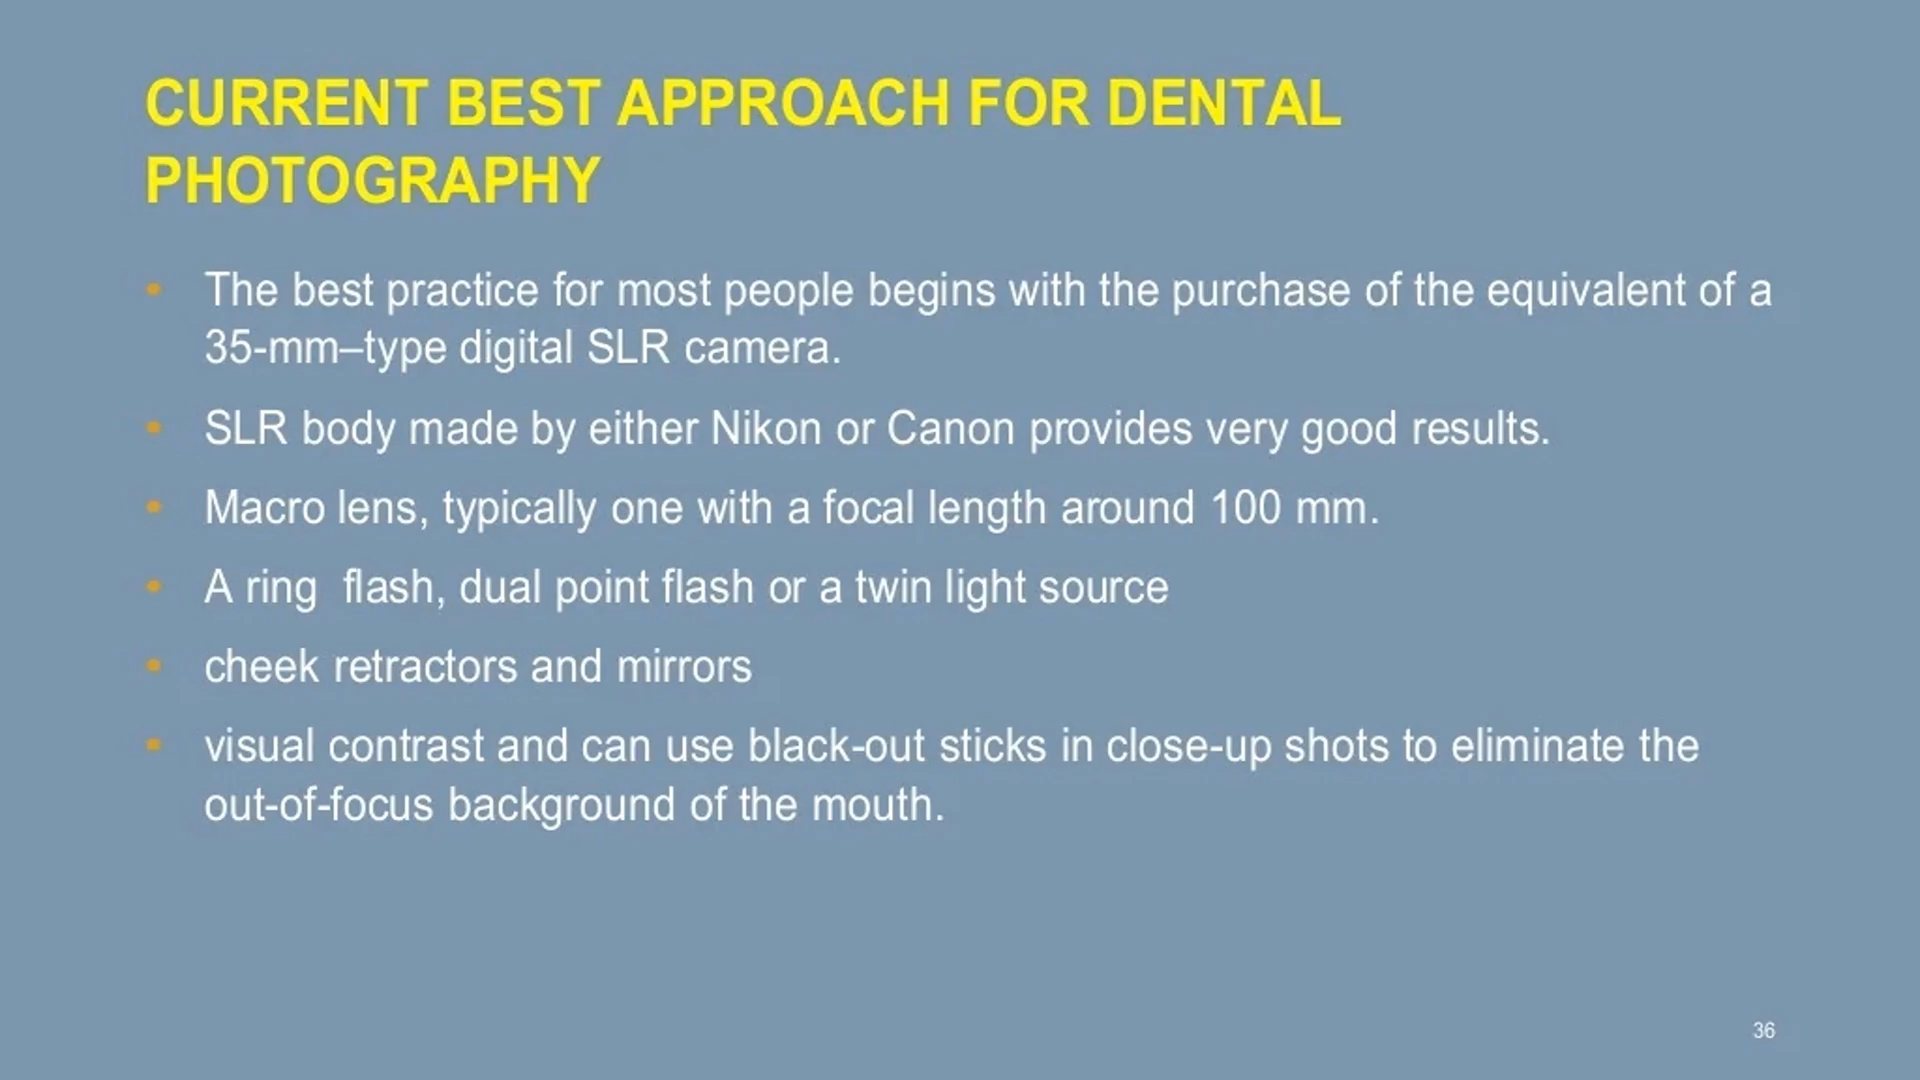 CURRENT BEST APPROACH FOR DENTAL
PHOTOGRAPHY
• The best practice for most people begins with the purchase of the equivalent of a
35-mm–type digital SLR camera.
• SLR body made by either Nikon or Canon provides very good results.
• Macro lens, typically one with a focal length around 100 mm.
• A ring  flash, dual point flash or a twin light source
• cheek retractors and mirrors
• visual contrast and can use black-out sticks in close-up shots to eliminate the
out-of-focus background of the mouth.
36